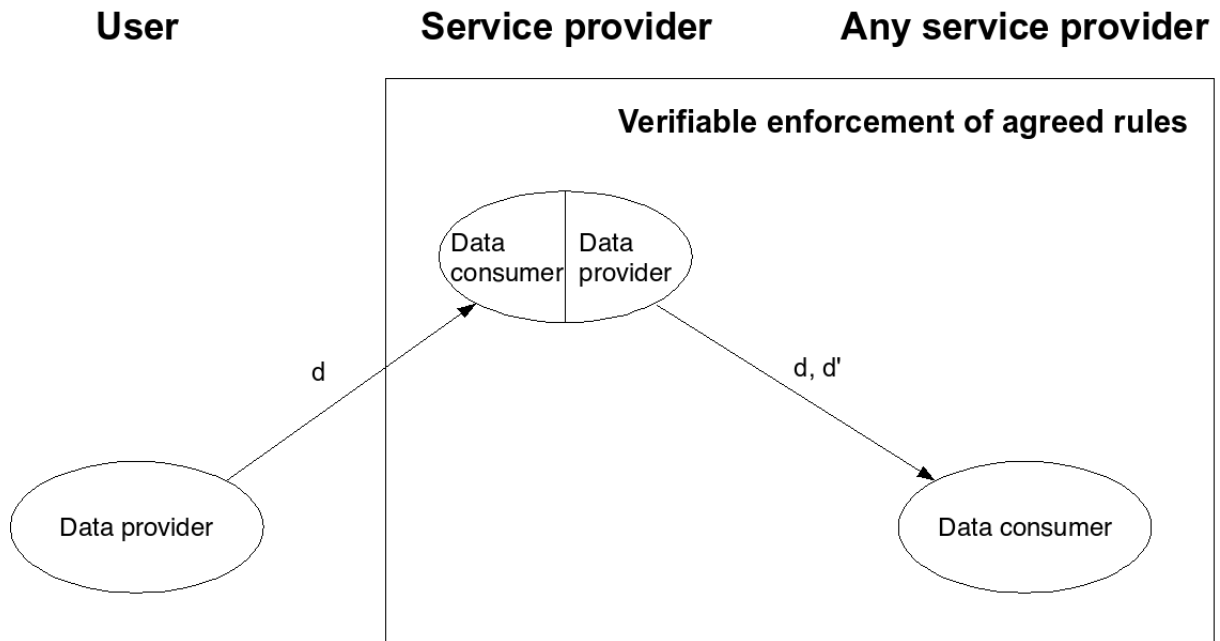 User
Service provider
Any service provider
Verifiable enforcement of agreed rules
Data
consumer
Data
provider
d
d, d'
Data provider
Data consumer